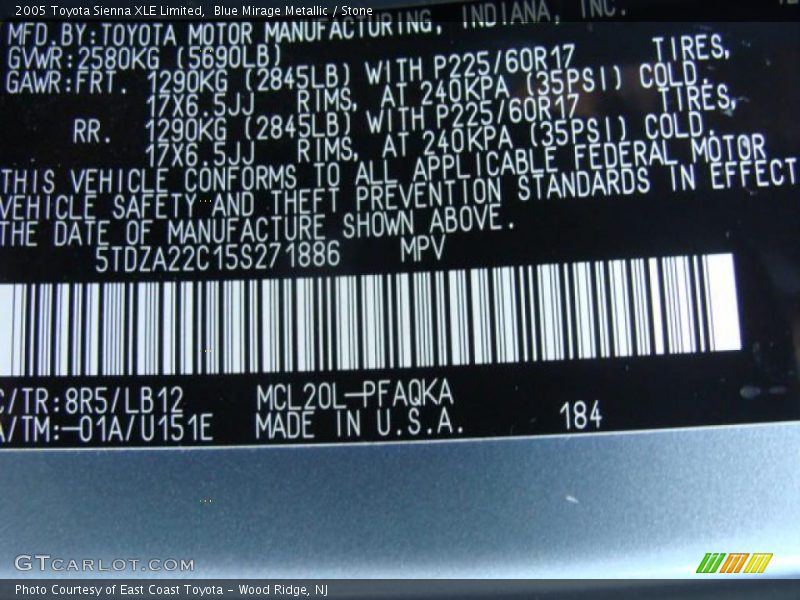 2005 Toyota Sienna XLE Limited,  Blue Mirage Metallic / Stone
MFD.BY:TOYOTA MOTOR MANUFACTURING, INDIANA, INC.
GVWR:2580KG (5690LB)
GAWR:FRT. 1290KG (2845LB) WITH P225/60R17 TIRES,
17X6.5JJ RIMS, AT 240KPA (35PSI) COLD.
RR. 1290KG (2845LB) WITH P225/60R17 TIRES,
17X6.5JJ RIMS, AT 240KPA (35PSI) COLD.
THIS VEHICLE CONFORMS TO ALL APPLICABLE FEDERAL MOTOR
VEHICLE SAFETY AND THEFT PREVENTION STANDARDS IN EFFECT
THE DATE OF MANUFACTURE SHOWN ABOVE.
5TDZA22C15S271886 MPV
C/TR:8R5/LB12 MCL20L-PFAQKA
A/TM:-01A/U151E MADE IN U.S.A. 184
GTCARLOT.COM
Photo Courtesy of East Coast Toyota - Wood Ridge, NJ